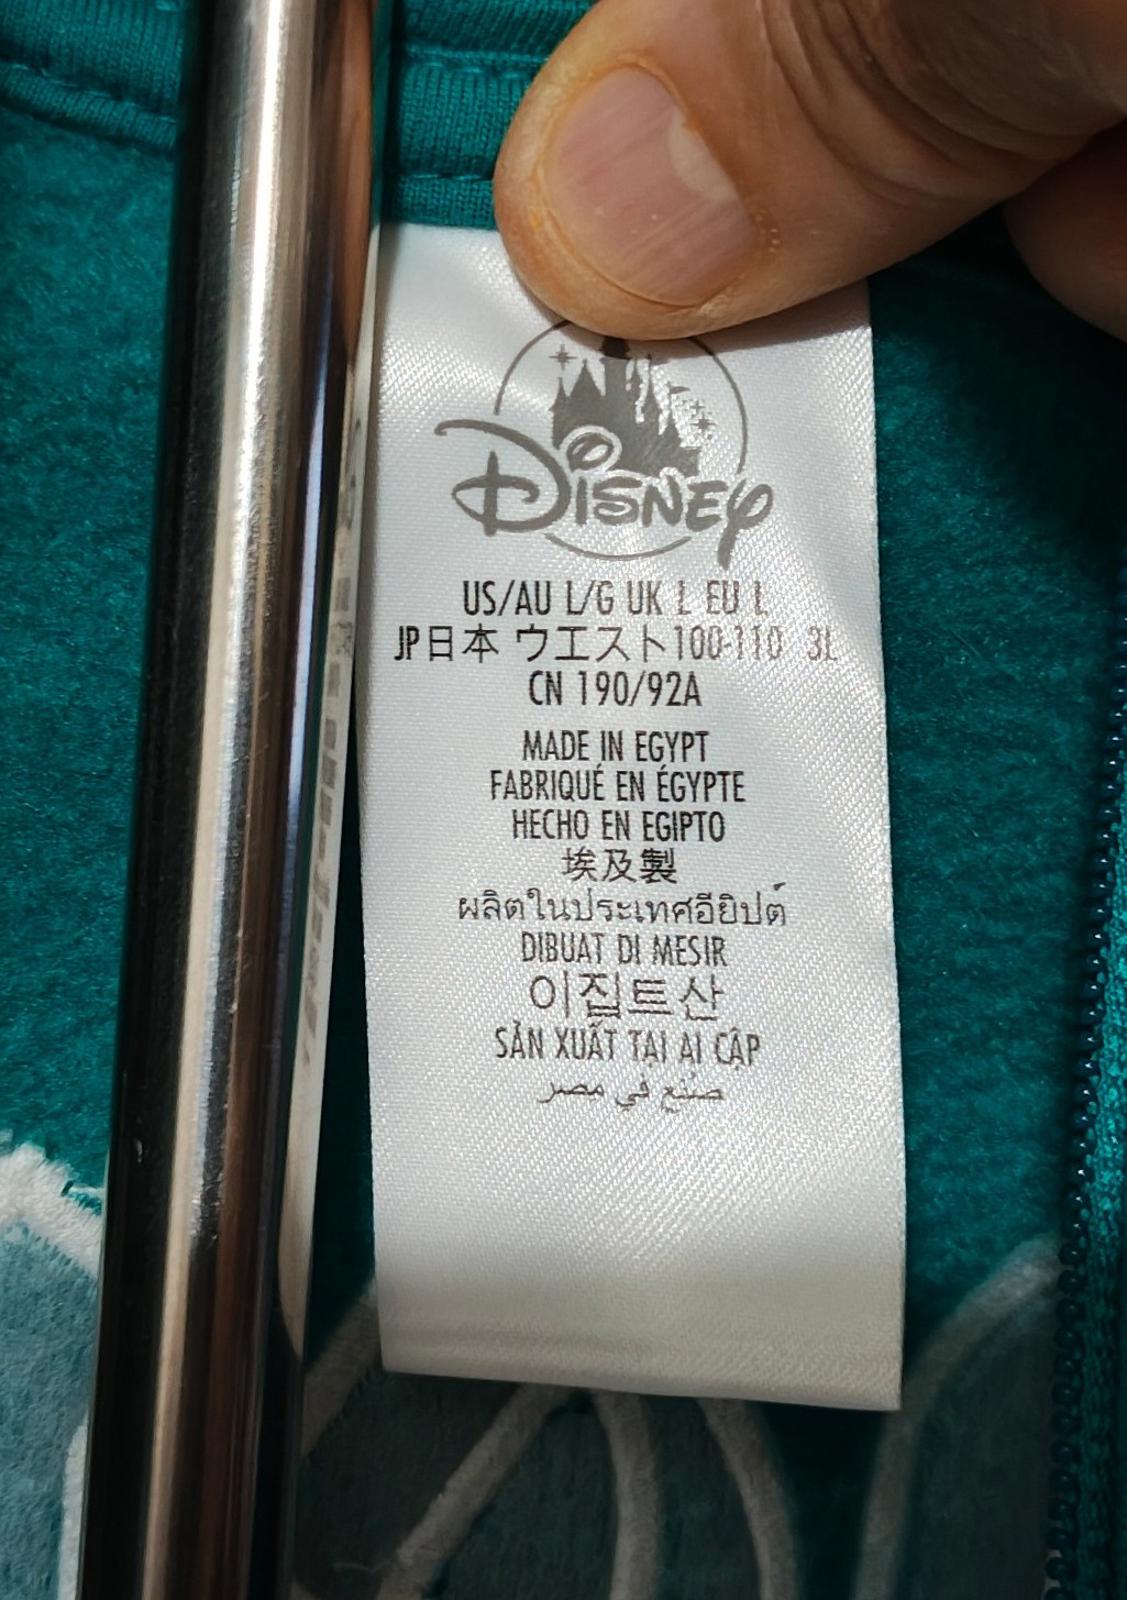 Disney
US/AU L/G UK L EU L
JP日本 ウエスト100-110 3L
CN 190/92A
MADE IN EGYPT
FABRIQUÉ EN ÉGYPTE
HECHO EN EGIPTO
埃及製
ผลิตในประเทศอียิปต์
DIBUAT DI MESIR
이집트산
SẢN XUẤT TẠI AI CẬP
صُنع في مصر